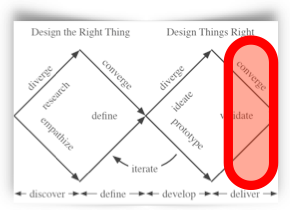 Design the Right Thing
Design Things Right
diverge
research
empathize
converge
define
diverge
ideate
prototype
converge
validate
iterate
discover
define
develop
deliver